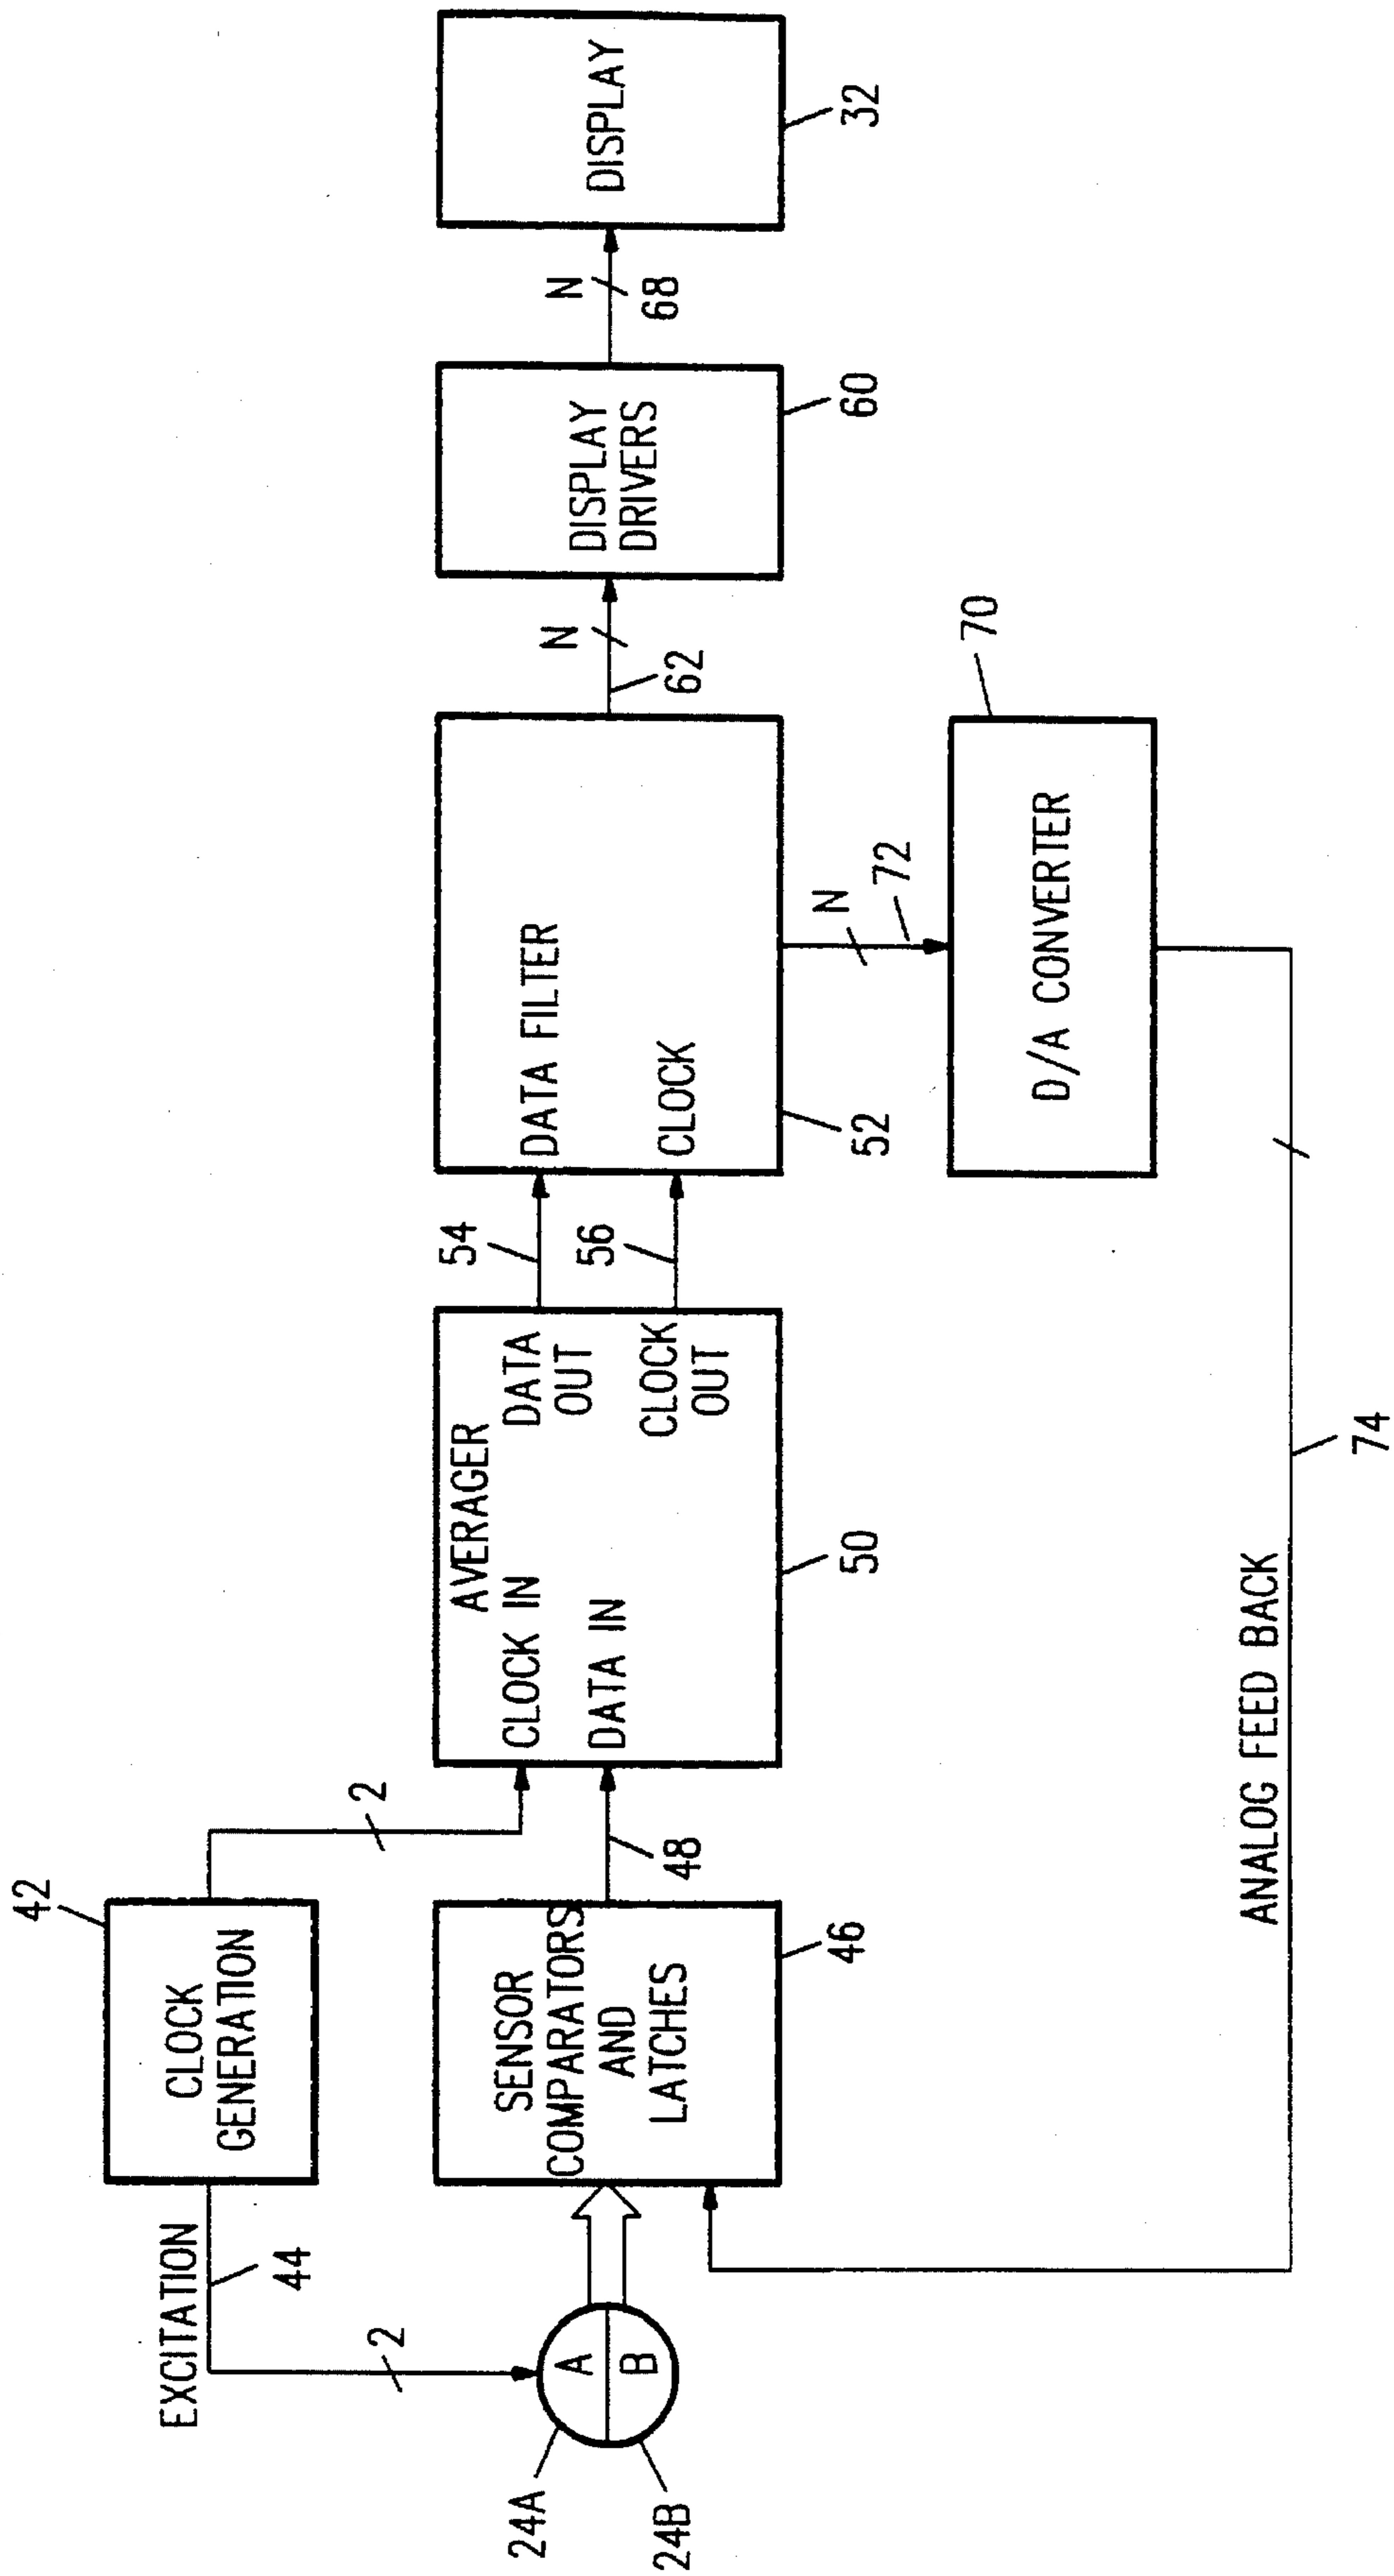 42
CLOCK
GENERATION
EXCITATION
44
2
2
24A
A
B
24B
SENSOR
COMPARATORS
AND
LATCHES
46
48
AVERAGER
CLOCK IN
DATA IN
DATA
OUT
CLOCK
OUT
50
54
56
DATA FILTER
CLOCK
52
N
62
DISPLAY
DRIVERS
60
N
68
DISPLAY
32
N
72
70
D/A CONVERTER
ANALOG FEED BACK
74